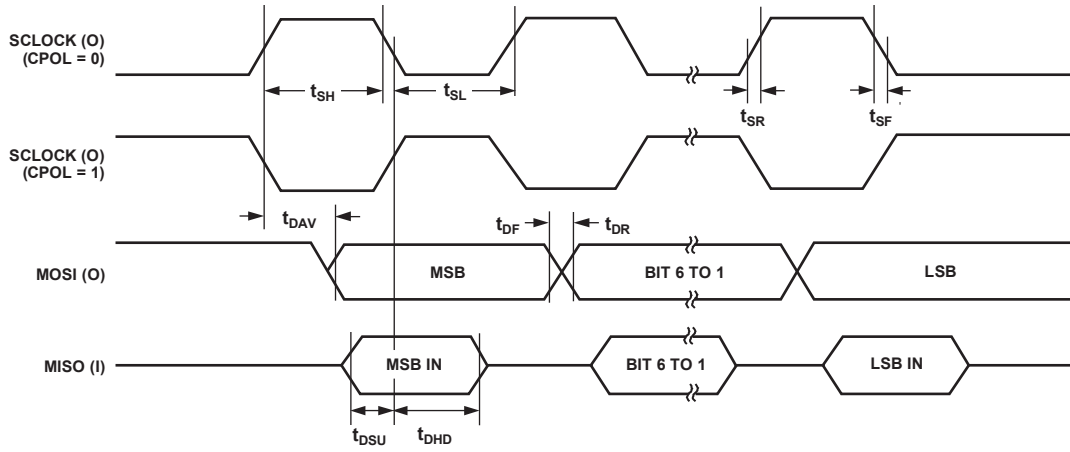 SCLOCK (O)
(CPOL = 0)
tSH
tSL
tSR
tSF
SCLOCK (O)
(CPOL = 1)
tDAV
tDF
tDR
MOSI (O)
MSB
BIT 6 TO 1
LSB
MISO (I)
MSB IN
BIT 6 TO 1
LSB IN
tDSU
tDHD